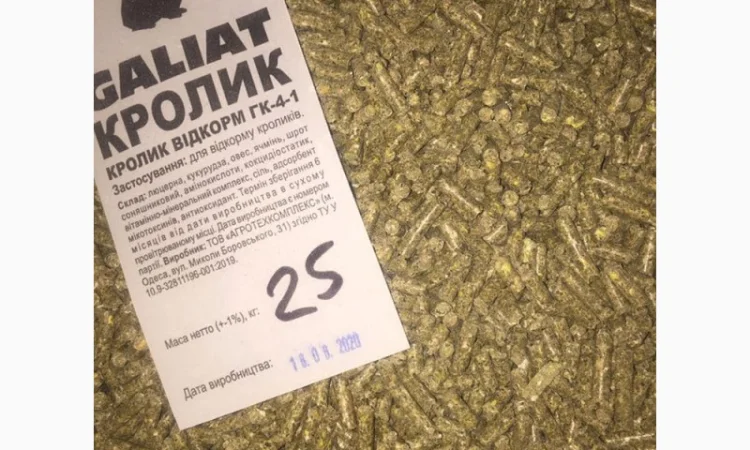 GALIAT
КРОЛИК
КРОЛИК ВІДКОРМ ГК-4-1
Застосування: для відкорму кроликів.
Склад: люцерна, кукурудза, овес, ячмінь, шрот
соняшниковий, амінокислоти, кокцидіостатик,
вітамінно-мінеральний комплекс, сіль, адсорбент
мікотоксинів, антиоксидант. Термін зберігання 6
місяців від дати виробництва в сухому
провітрюваному місці. Дата виробництва є номером
партії. Виробник: ТОВ «АГРОТЕХКОМПЛЕКС» (м.
Одеса, вул. Миколи Боровського, 31) згідно ТУ У
10.9-32811196-001:2019.
Маса нетто (+-1%), кг: 25
Дата виробництва: 18.08.2020